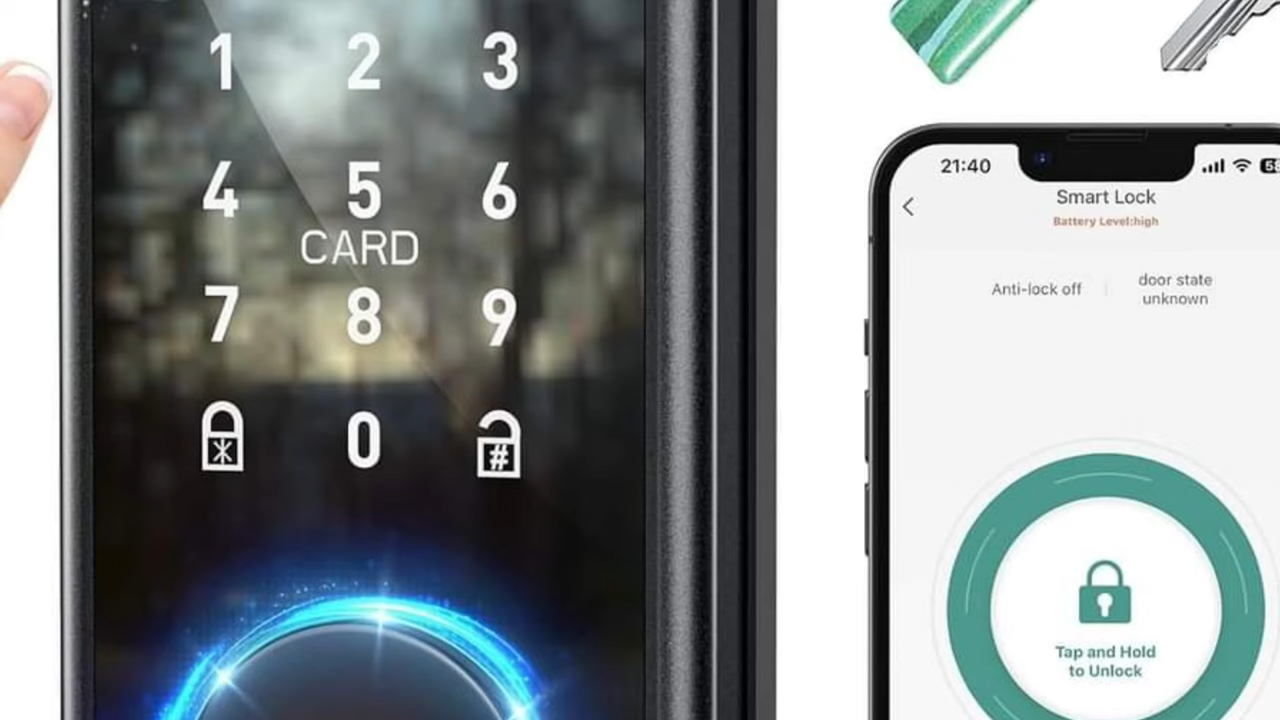 1 2 3
4 5 6
CARD
7 8 9
* 0 #
21:40
Smart Lock
Battery Level:high
Anti-lock off
door state
unknown
Tap and Hold
to Unlock